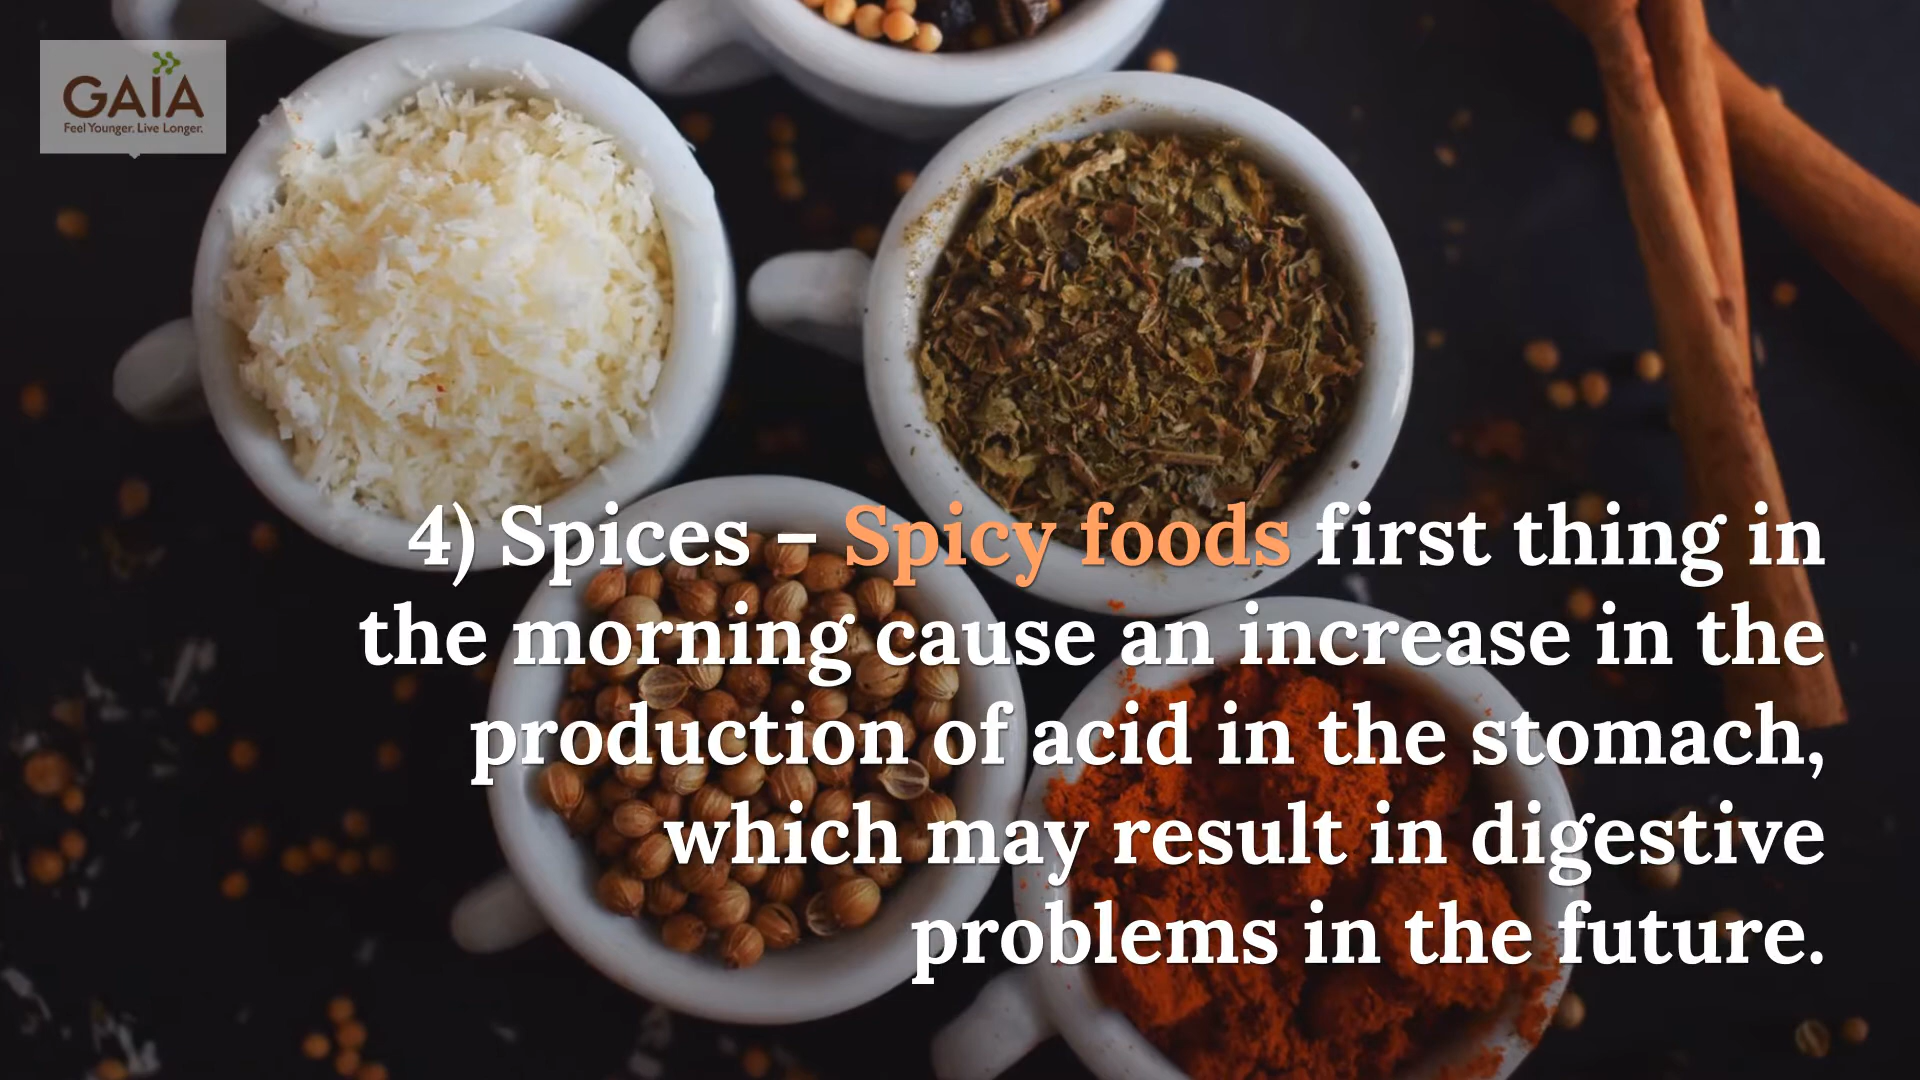 GAIA
Feel Younger. Live Longer.
4) Spices – Spicy foods first thing in
the morning cause an increase in the
production of acid in the stomach,
which may result in digestive
problems in the future.